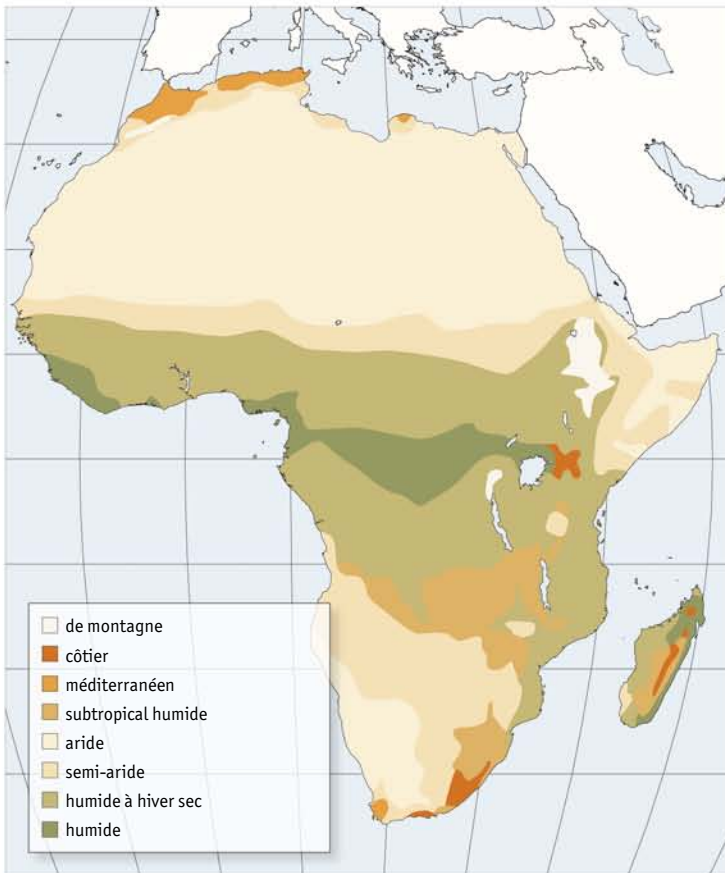 de montagne
côtier
méditerranéen
subtropical humide
aride
semi-aride
humide à hiver sec
humide